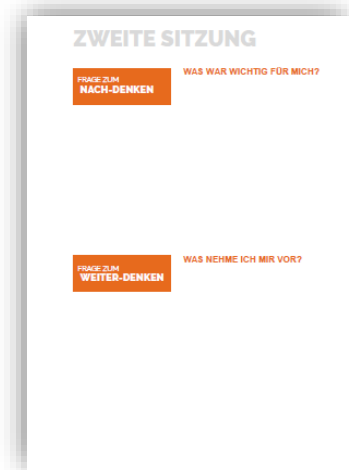 ZWEITE SITZUNG
FRAGE ZUM
NACH-DENKEN
WAS WAR WICHTIG FÜR MICH?
FRAGE ZUM
WEITER-DENKEN
WAS NEHME ICH MIR VOR?